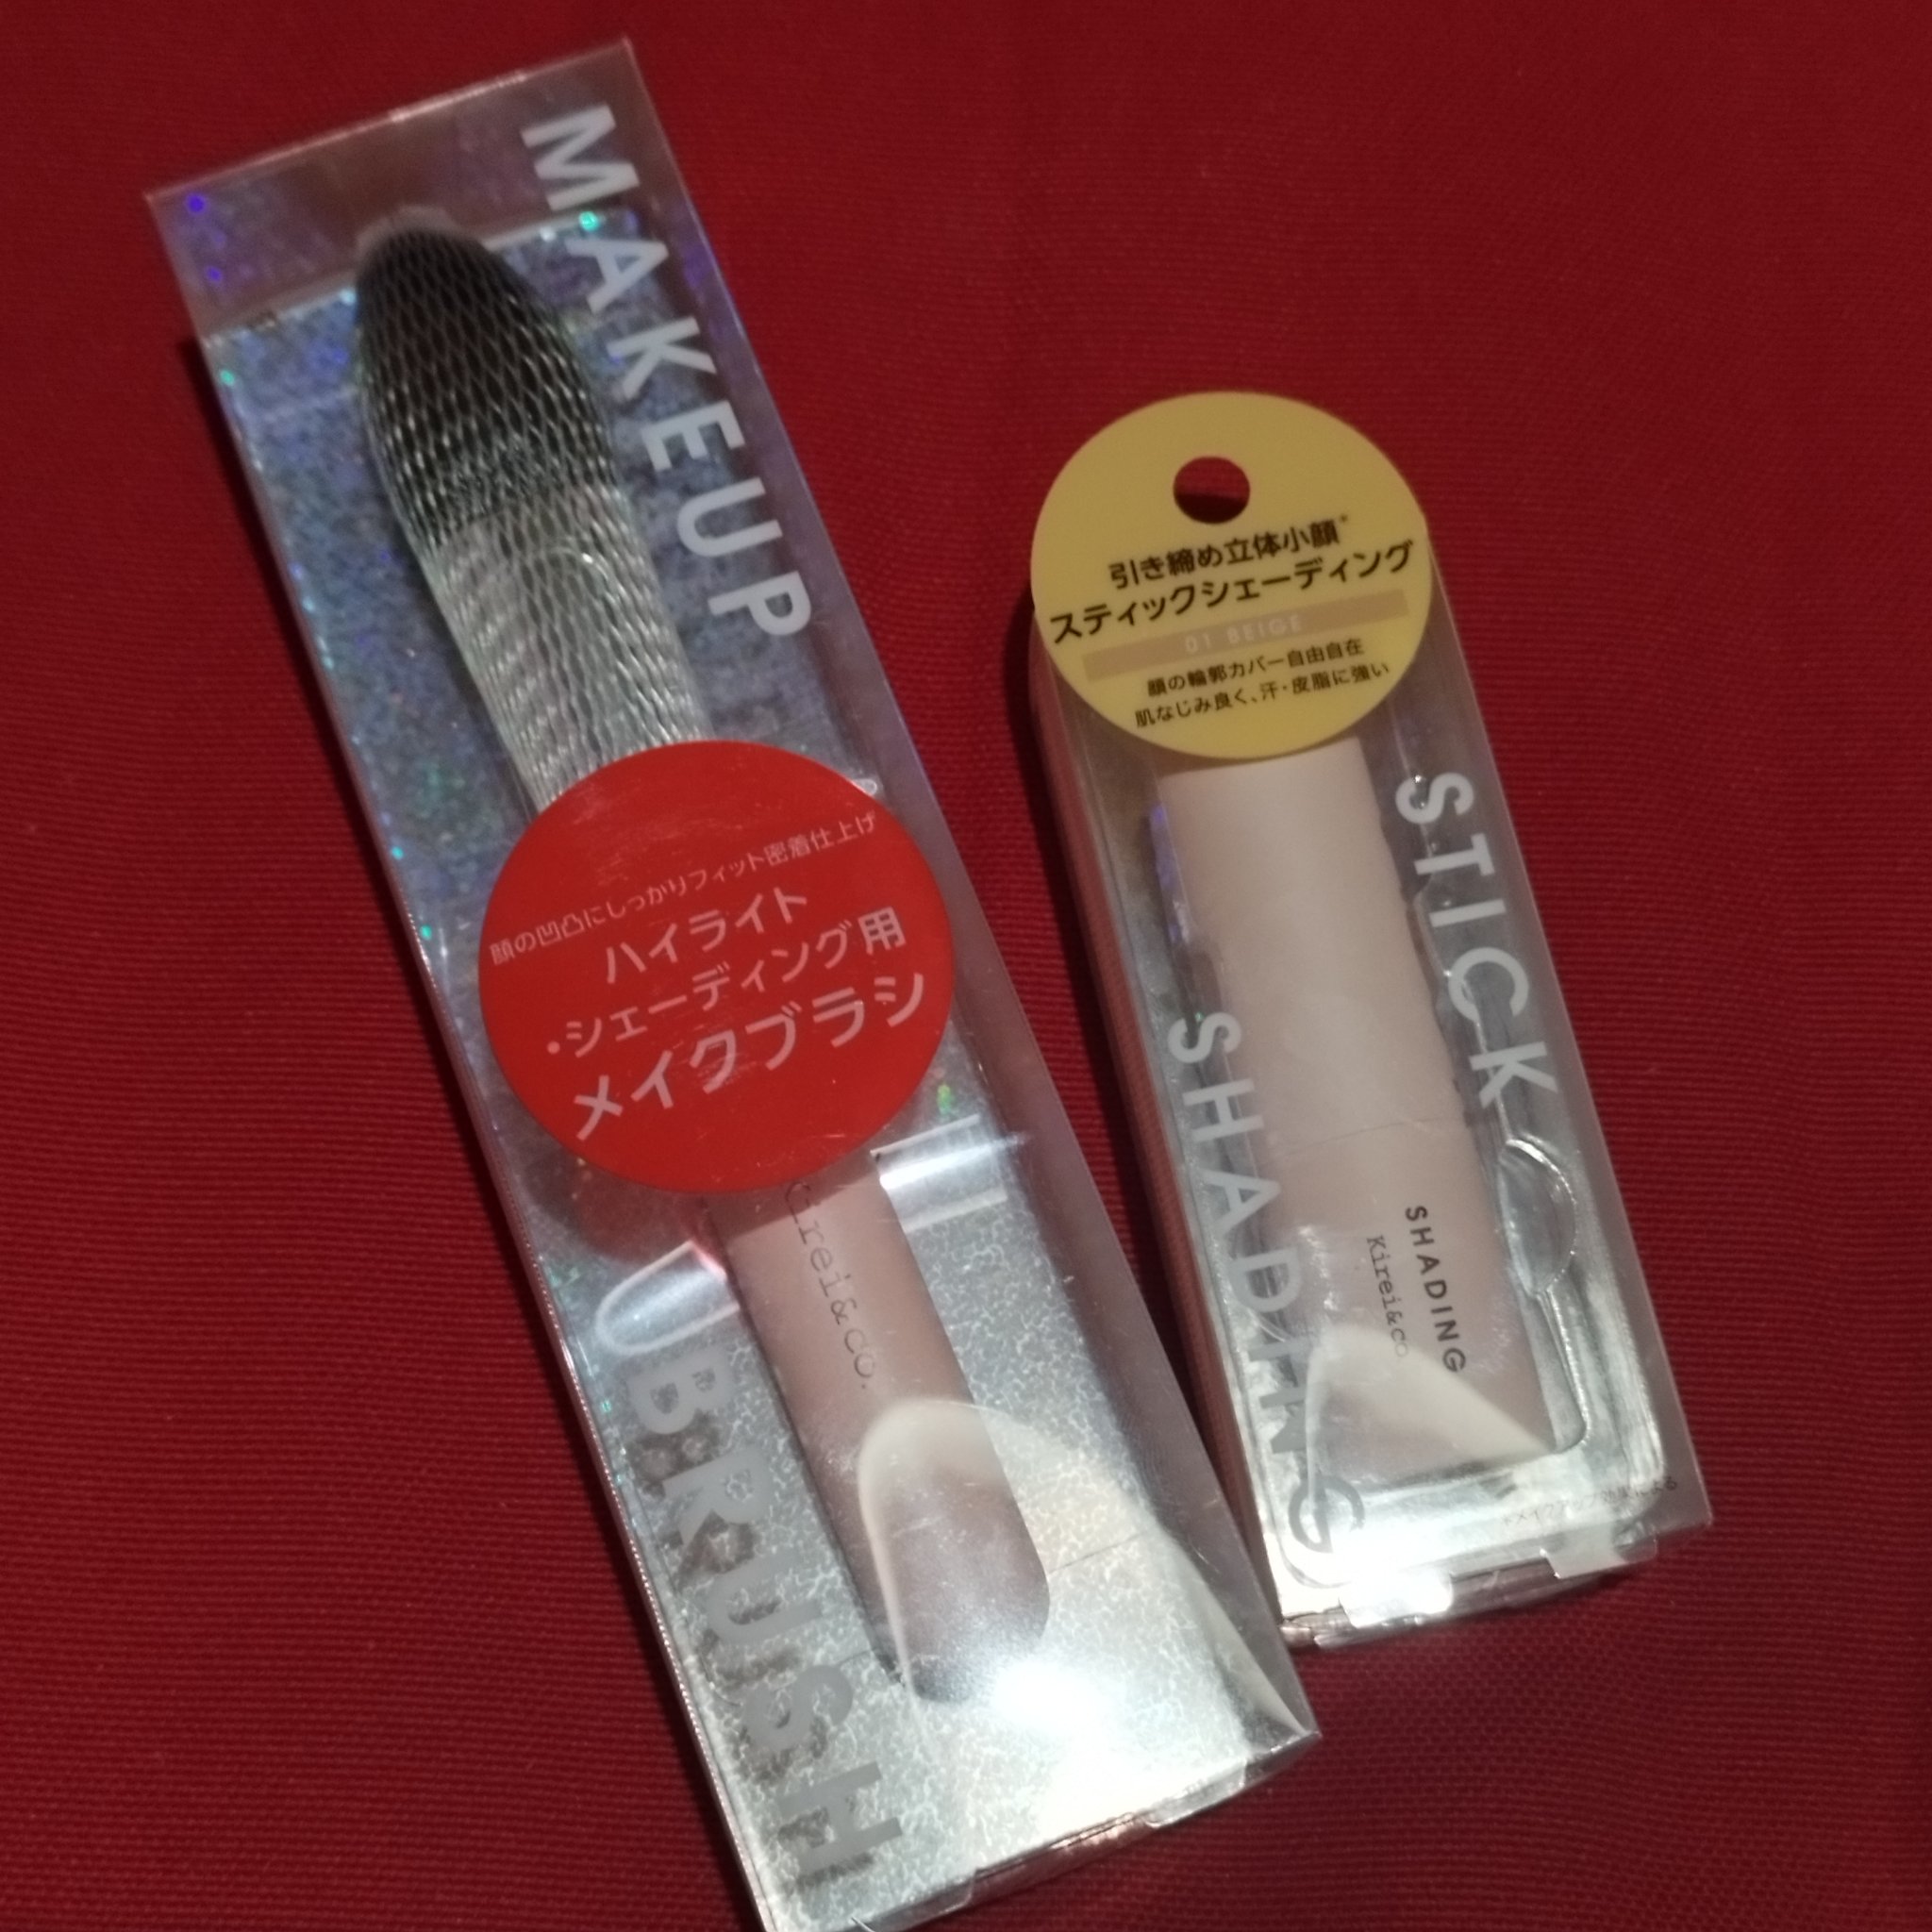 MAKEUP
顔の凹凸にしっかりフィット密着仕上げ
ハイライト
・シェーディング用
メイクブラシ
Kirei&CO.
BRUSH
引き締め立体小顔*
スティックシェーディング
01 BEIGE
顔の輪郭カバー自由自在
肌なじみ良く、汗・皮脂に強い
STICK
SHADING
SHADING
Kirei&CO.